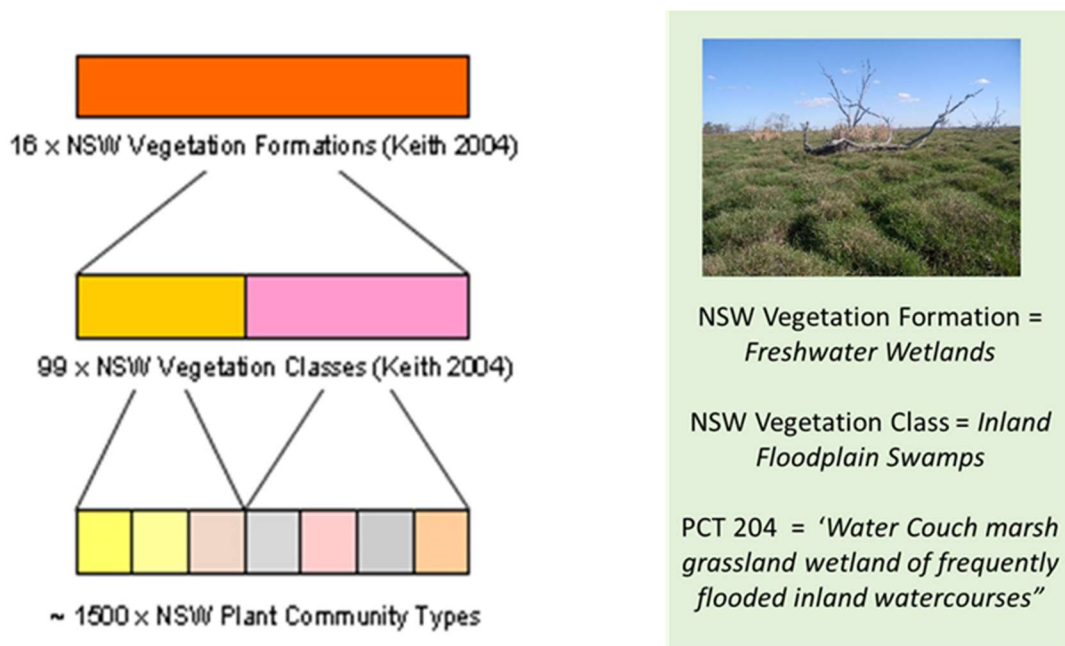 16 x NSW Vegetation Formations (Keith 2004)
99 x NSW Vegetation Classes (Keith 2004)
~ 1500 x NSW Plant Community Types
NSW Vegetation Formation =
Freshwater Wetlands
NSW Vegetation Class = Inland
Floodplain Swamps
PCT 204 = ‘Water Couch marsh
grassland wetland of frequently
flooded inland watercourses”